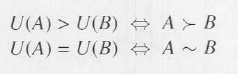 U(A) > U(B) ⇔ A ≻ B
U(A) = U(B) ⇔ A ∼ B